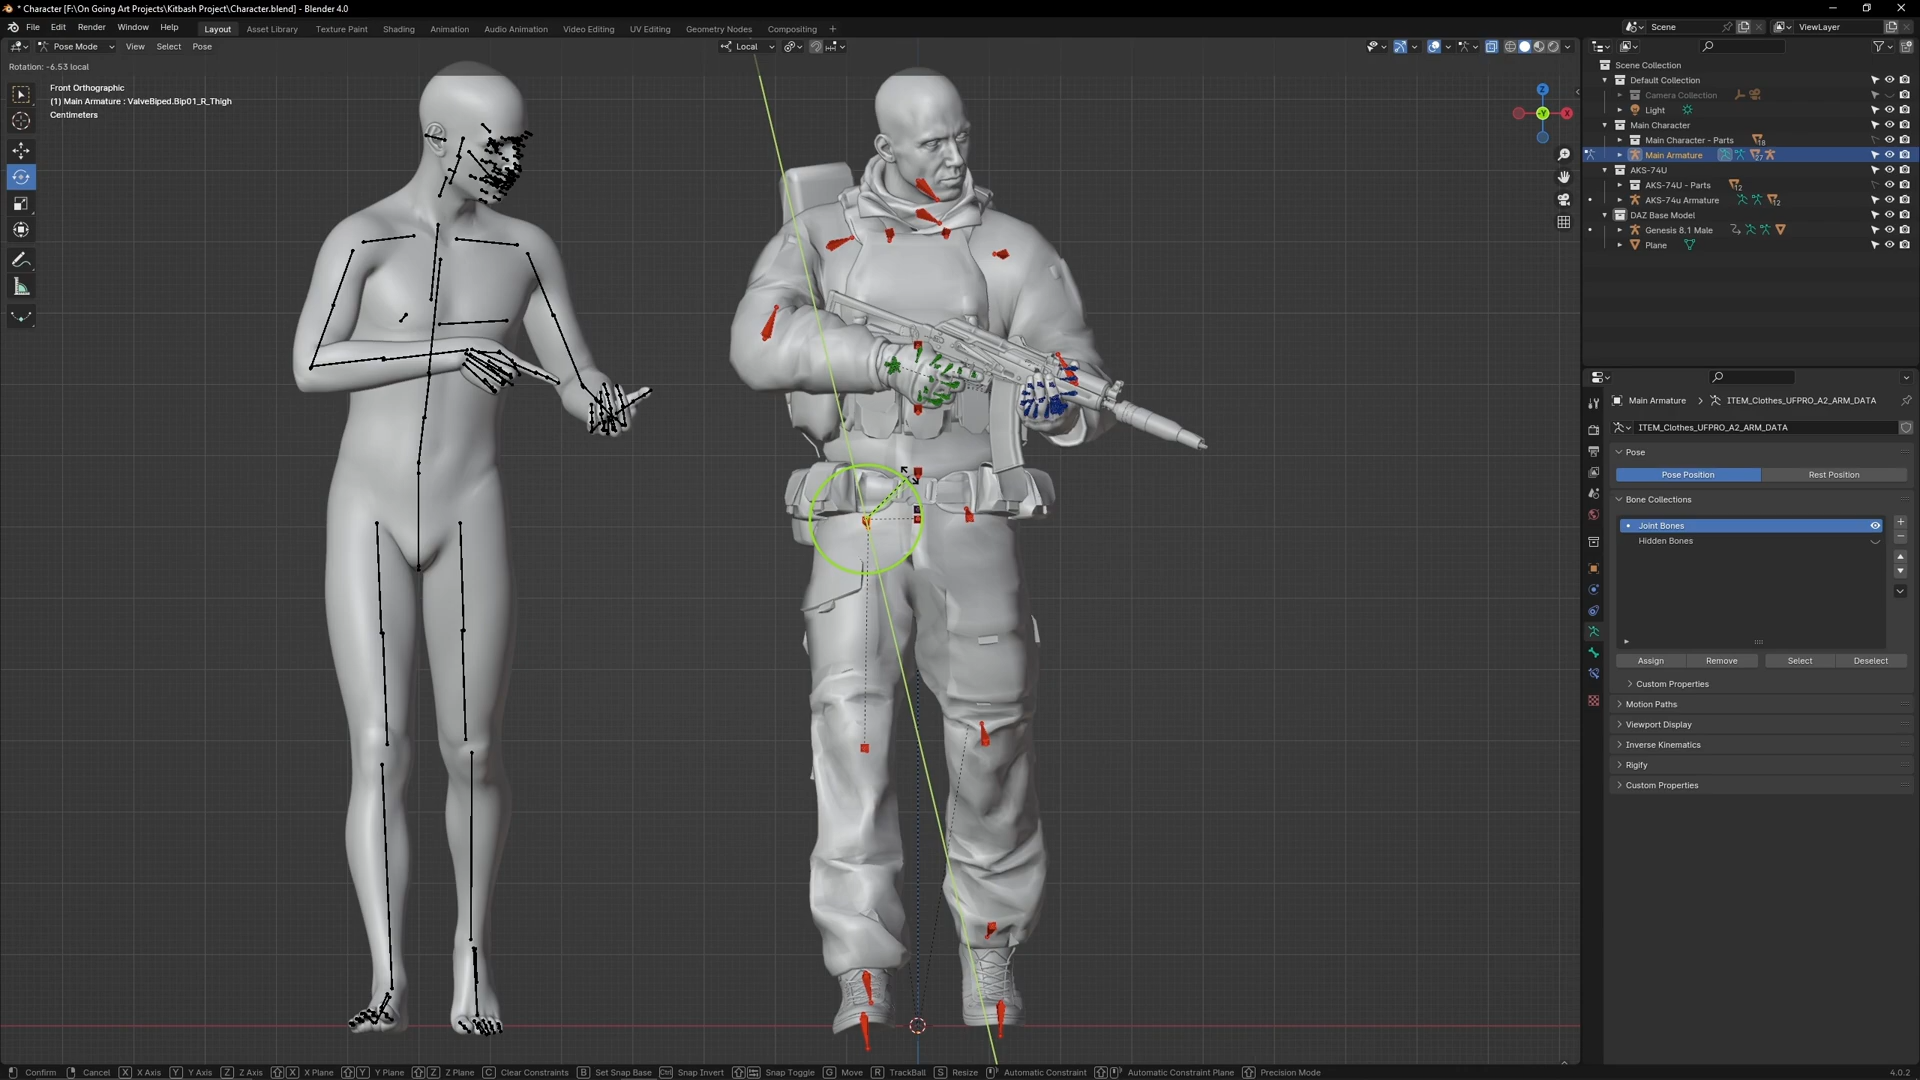 * Character [F:\On Going Art Projects\Kitbash Project\Character.blend] - Blender 4.0
File Edit Render Window Help Layout Asset Library Texture Paint Shading Animation Audio Animation Video Editing UV Editing Geometry Nodes Compositing + Scene ViewLayer
Pose Mode View Select Pose Local
Rotation: -6.53 local
Front Orthographic
(1) Main Armature : ValveBiped.Bip01_R_Thigh
Centimeters
Z
X
Y
Scene Collection
Default Collection
Camera Collection
Light
Main Character
Main Character - Parts 18
Main Armature 27
AKS-74U
AKS-74U - Parts 12
AKS-74u Armature 12
DAZ Base Model
Genesis 8.1 Male
Plane
Main Armature > ITEM_Clothes_UFPRO_A2_ARM_DATA
ITEM_Clothes_UFPRO_A2_ARM_DATA
Pose
Pose Position Rest Position
Bone Collections
Joint Bones
Hidden Bones
Assign Remove Select Deselect
Custom Properties
Motion Paths
Viewport Display
Inverse Kinematics
Rigify
Custom Properties
Confirm Cancel X X Axis Y Y Axis Z Z Axis X X Plane Y Y Plane Z Z Plane C Clear Constraints B Set Snap Base Ctrl Snap Invert Snap Toggle G Move R TrackBall S Resize Automatic Constraint Automatic Constraint Plane Precision Mode 4.0.2